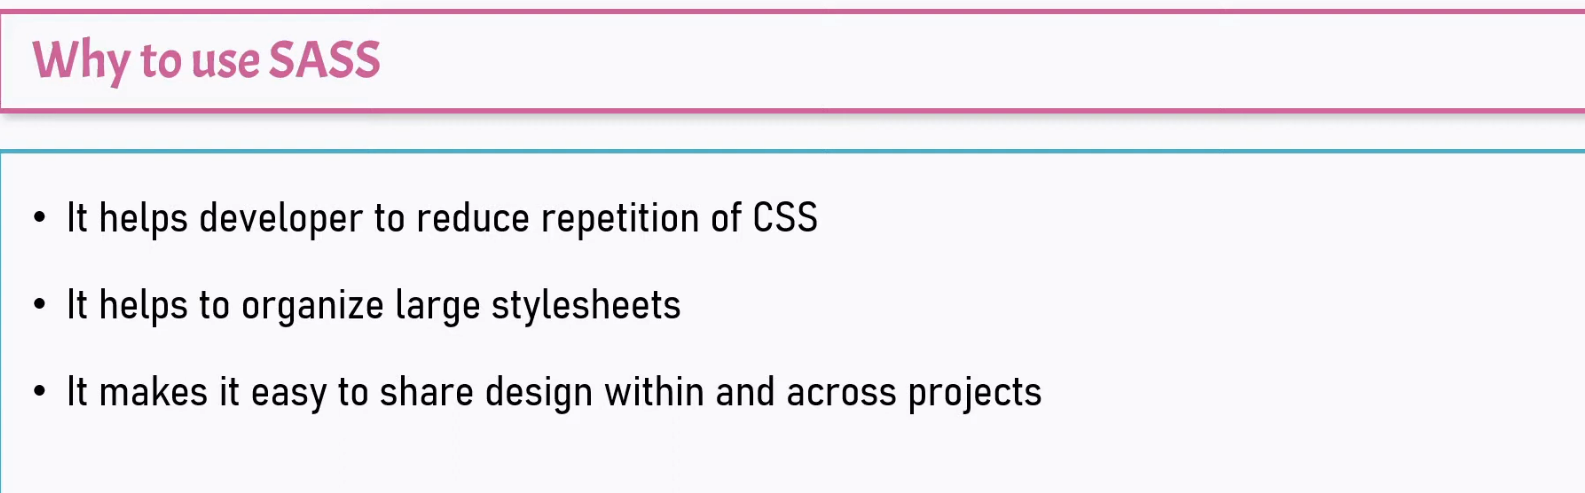 Why to use SASS
• It helps developer to reduce repetition of CSS
• It helps to organize large stylesheets
• It makes it easy to share design within and across projects